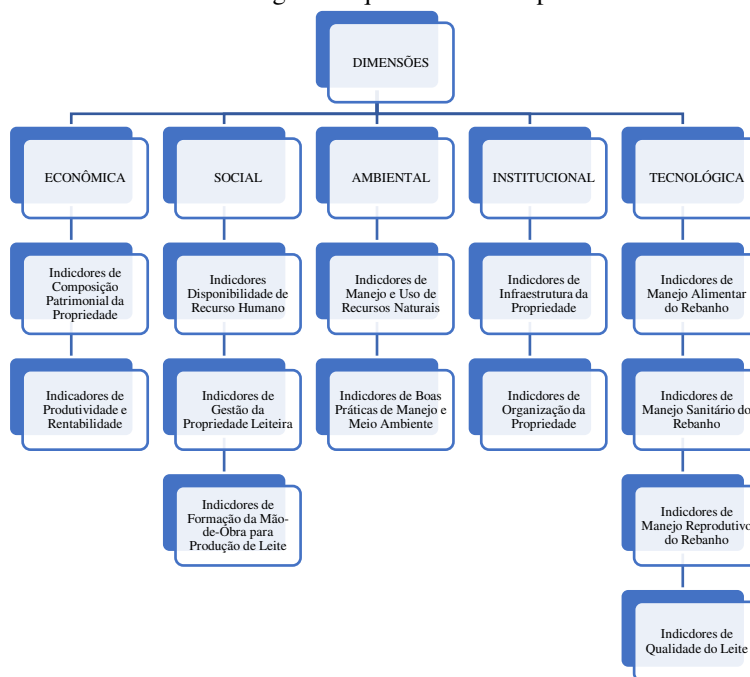 DIMENSÕES
ECONÔMICA
Indicdores de
Composição
Patrimonial da
Propriedade
Indicadores de
Produtividade e
Rentabilidade
SOCIAL
Indicdores
Disponibilidade de
Recurso Humano
Indicdores de
Gestão da
Propriedade Leiteira
Indicdores de
Formação da Mão-
de-Obra para
Produção de Leite
AMBIENTAL
Indicdores de
Manejo e Uso de
Recursos Naturais
Indicdores de Boas
Práticas de Manejo e
Meio Ambiente
INSTITUCIONAL
Indicdores de
Infraestrutura da
Propriedade
Indicdores de
Organização da
Propriedade
TECNOLÓGICA
Indicdores de
Manejo Alimentar
do Rebanho
Indicdores de
Manejo Sanitário do
Rebanho
Indicdores de
Manejo Reprodutivo
do Rebanho
Indicdores de
Qualidade do Leite